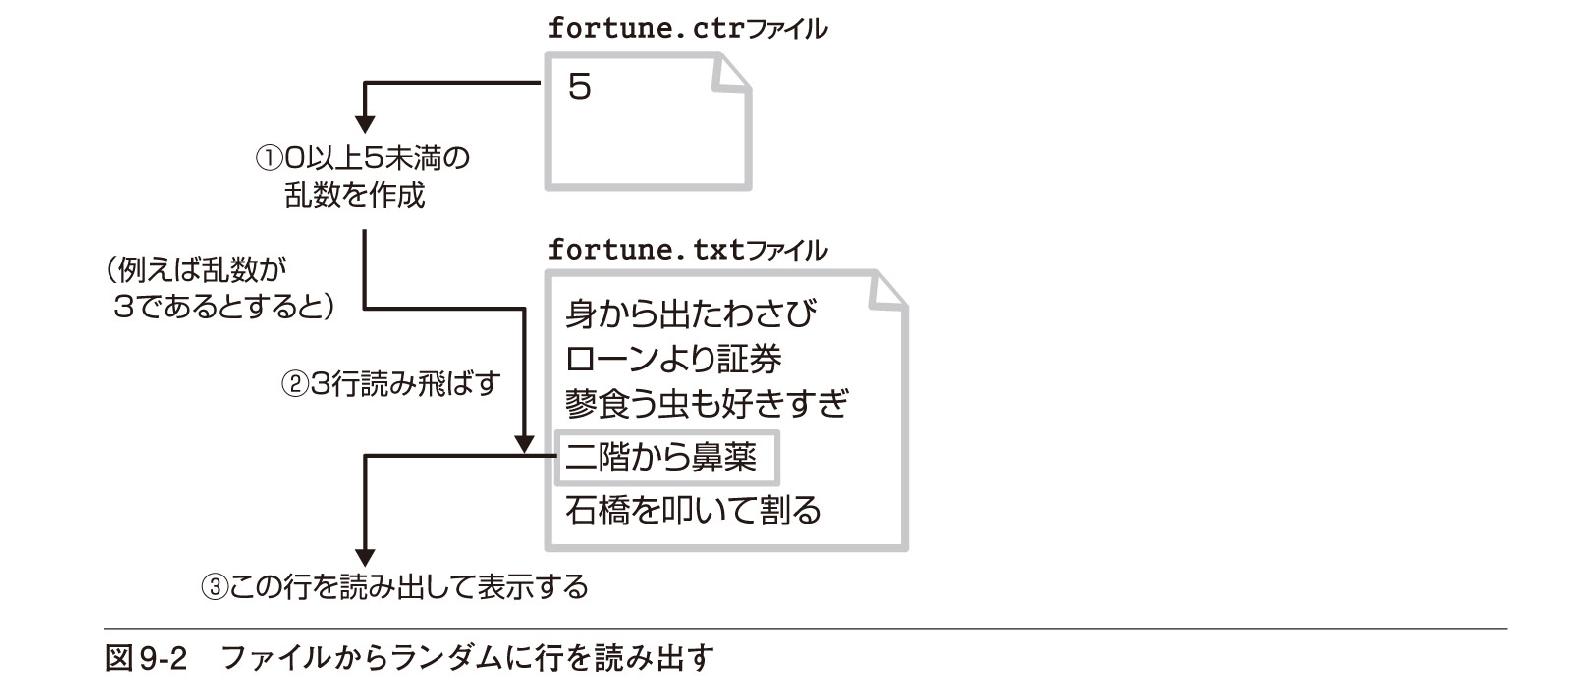 fortune.ctrファイル
5
①0以上5未満の
乱数を作成
（例えば乱数が
3であるとすると）
②3行読み飛ばす
fortune.txtファイル
身から出たわさび
ローンより証券
蓼食う虫も好きすぎ
二階から鼻薬
石橋を叩いて割る
③この行を読み出して表示する
図9-2　ファイルからランダムに行を読み出す